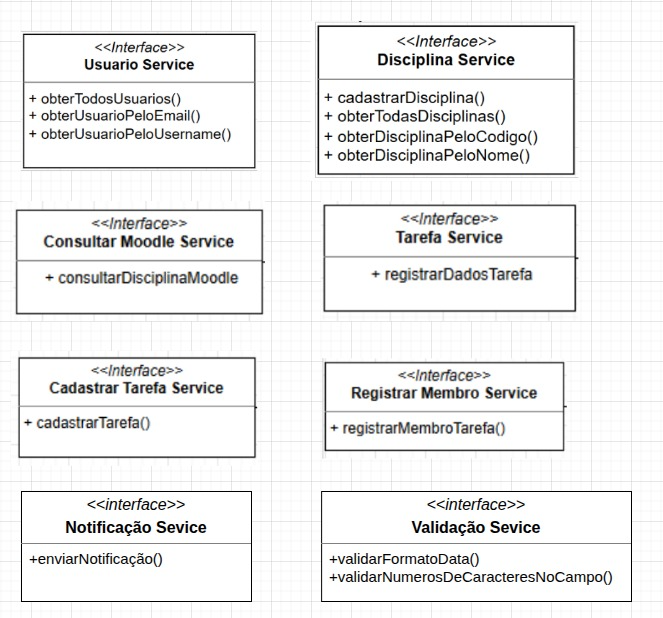 <<Interface>>
Usuario Service
+ obterTodosUsuarios()
+ obterUsuarioPeloEmail()
+ obterUsuarioPeloUsername()
<<Interface>>
Disciplina Service
+ cadastrarDisciplina()
+ obterTodasDisciplinas()
+ obterDisciplinaPeloCodigo()
+ obterDisciplinaPeloNome()
<<Interface>>
Consultar Moodle Service
+ consultarDisciplinaMoodle
<<Interface>>
Tarefa Service
+ registrarDadosTarefa
<<Interface>>
Cadastrar Tarefa Service
+ cadastrarTarefa()
<<Interface>>
Registrar Membro Service
+ registrarMembroTarefa()
<<interface>>
Notificação Sevice
+enviarNotificação()
<<interface>>
Validação Sevice
+validarFormatoData()
+validarNumerosDeCaracteresNoCampo()